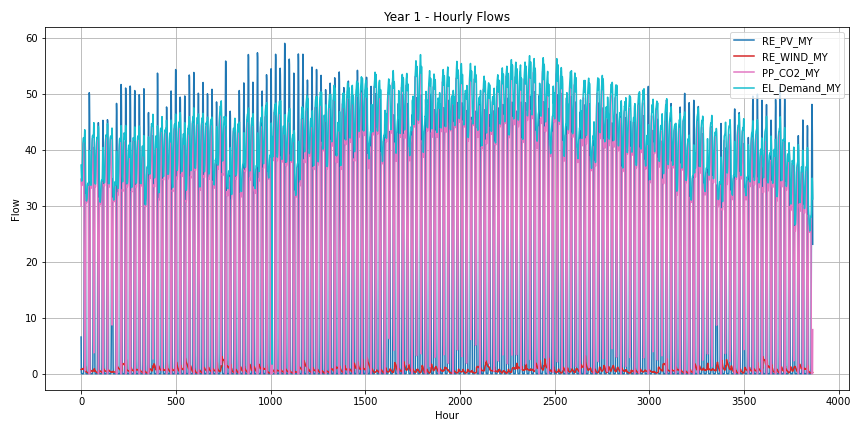 Year 1 - Hourly Flows
RE_PV_MY
RE_WIND_MY
PP_CO2_MY
EL_Demand_MY
60
50
40
30
20
10
0
Flow
0 500 1000 1500 2000 2500 3000 3500 4000
Hour